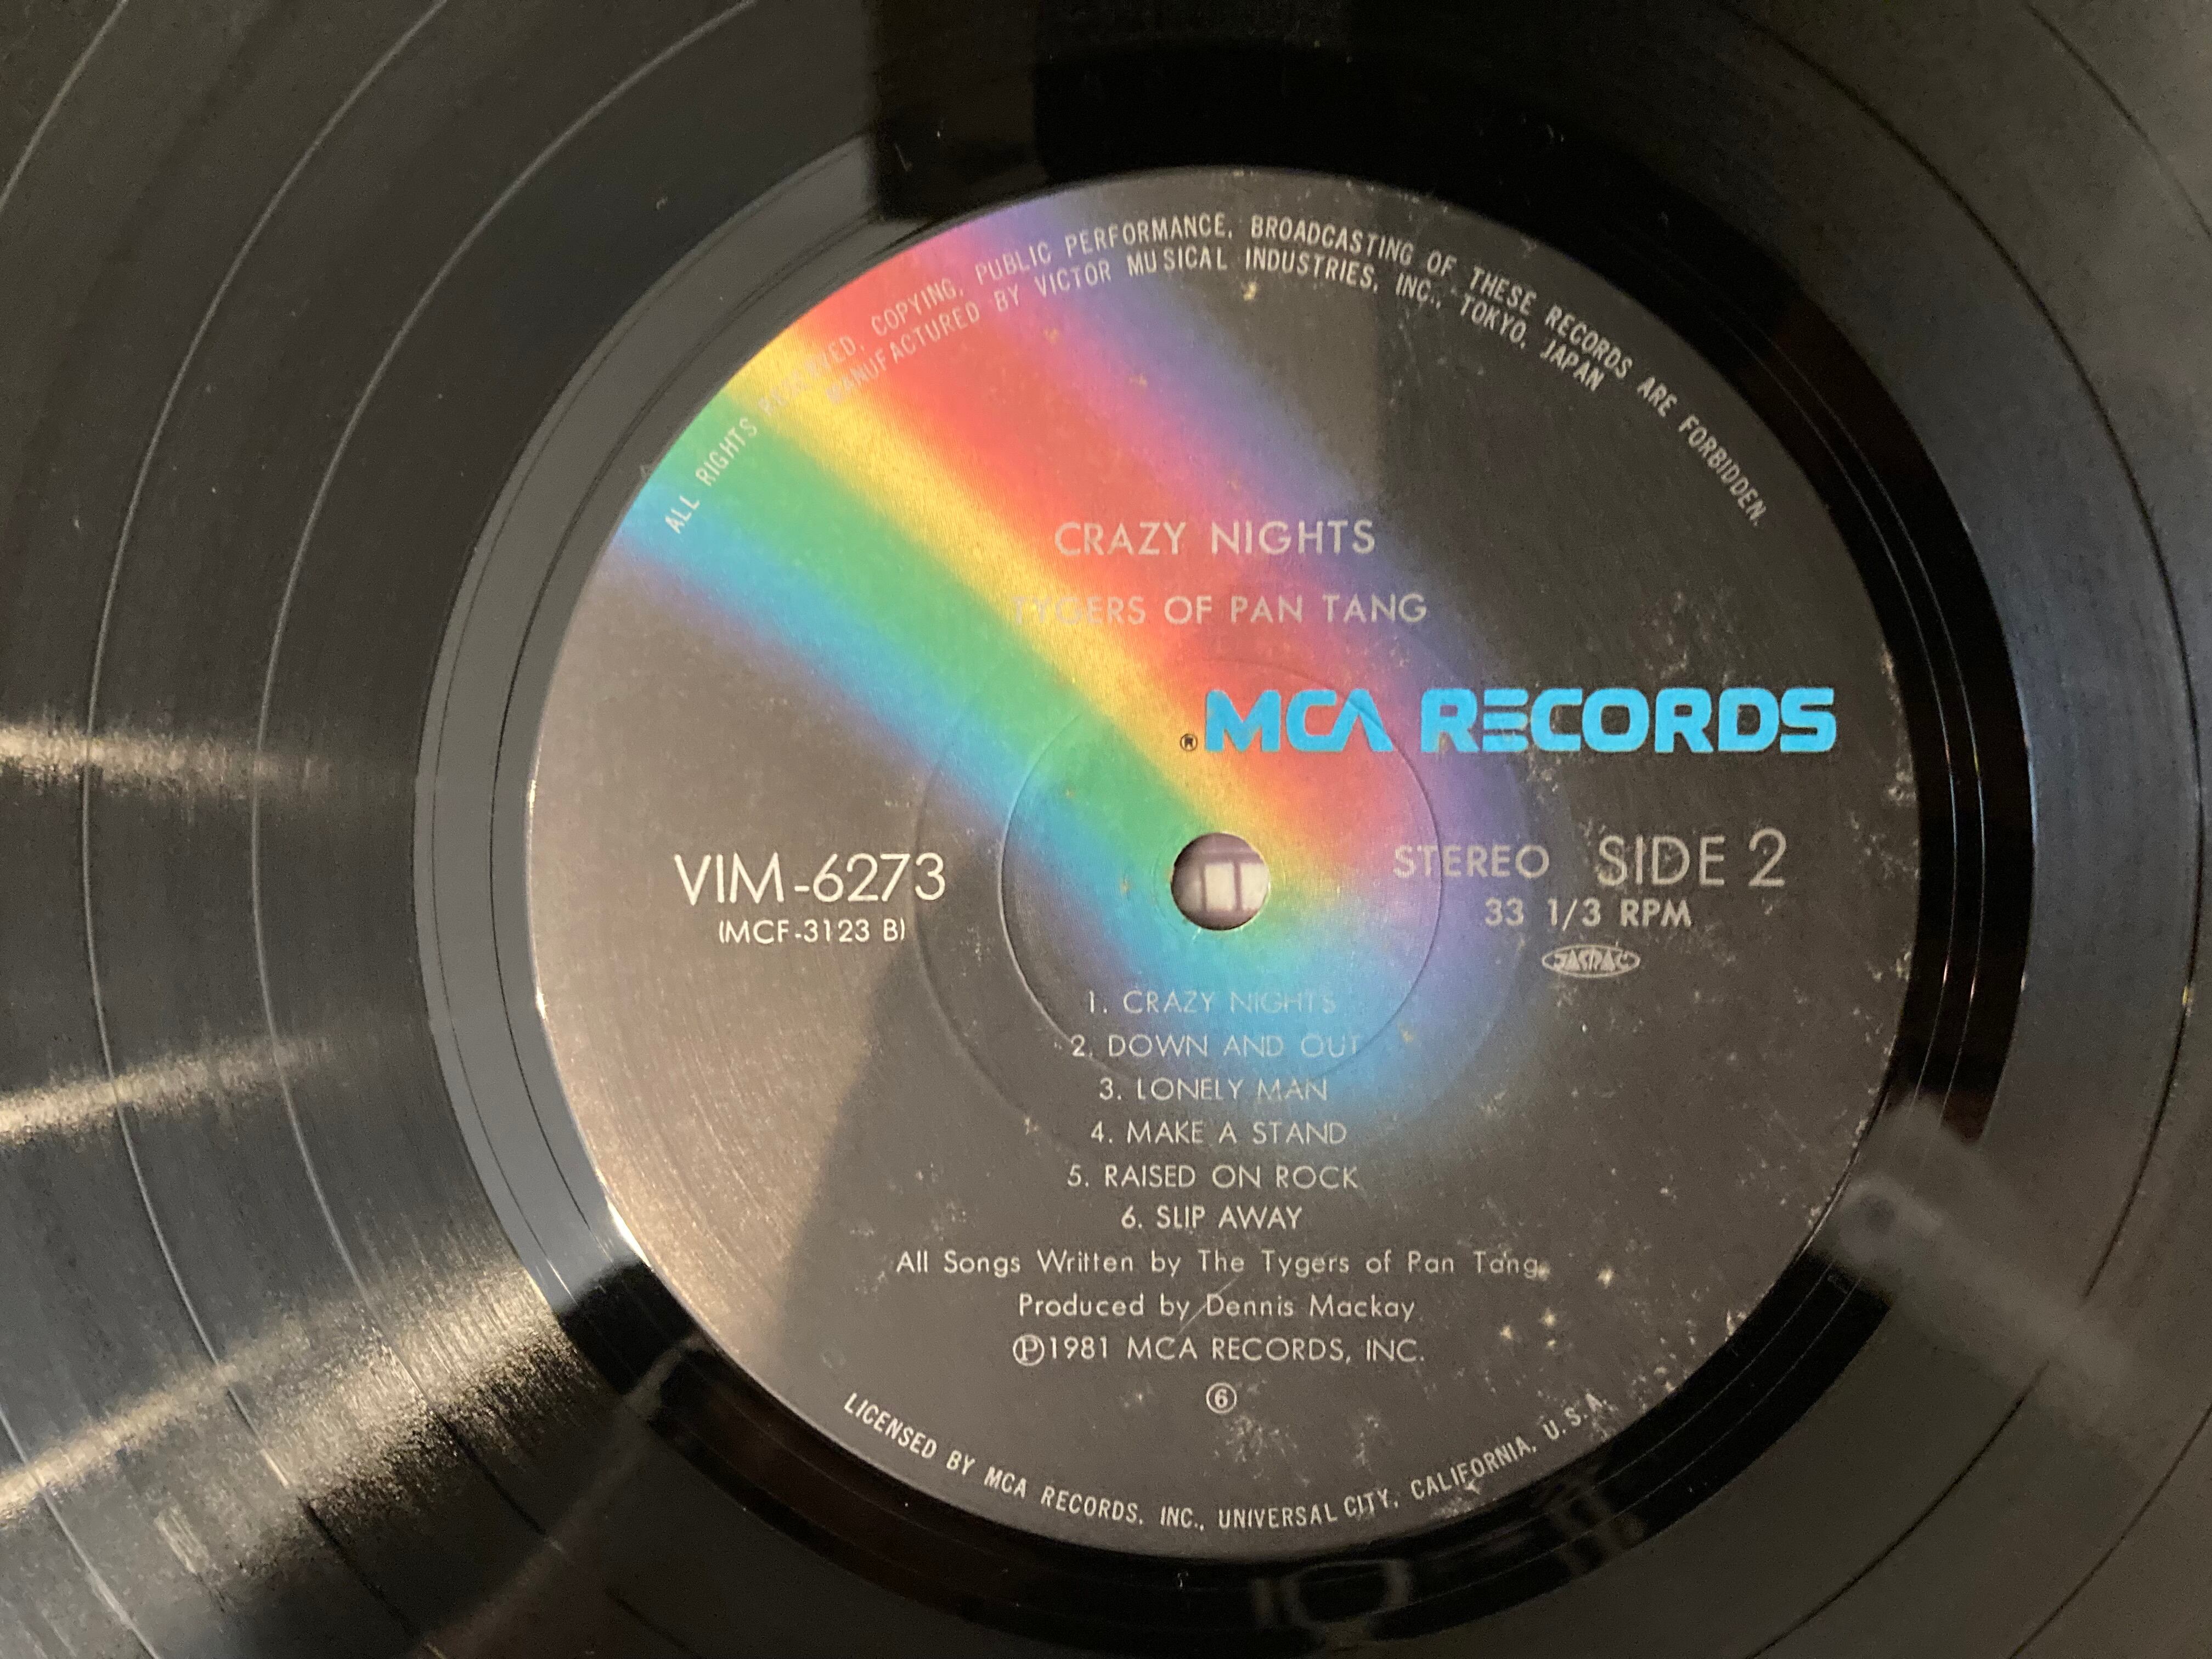 ALL RIGHTS RESERVED. COPYING, PUBLIC PERFORMANCE, BROADCASTING OF THESE RECORDS ARE FORBIDDEN.
MANUFACTURED BY VICTOR MUSICAL INDUSTRIES, INC., TOKYO, JAPAN
CRAZY NIGHTS
TYGERS OF PAN TANG
® MCA RECORDS
VIM-6273
(MCF-3123 B)
STEREO SIDE 2
33 1/3 RPM
JASRAC
1. CRAZY NIGHTS
2. DOWN AND OUT
3. LONELY MAN
4. MAKE A STAND
5. RAISED ON ROCK
6. SLIP AWAY
All Songs Written by The Tygers of Pan Tang
Produced by Dennis Mackay
Ⓟ1981 MCA RECORDS, INC.
⑥
LICENSED BY MCA RECORDS, INC., UNIVERSAL CITY, CALIFORNIA, U.S.A.